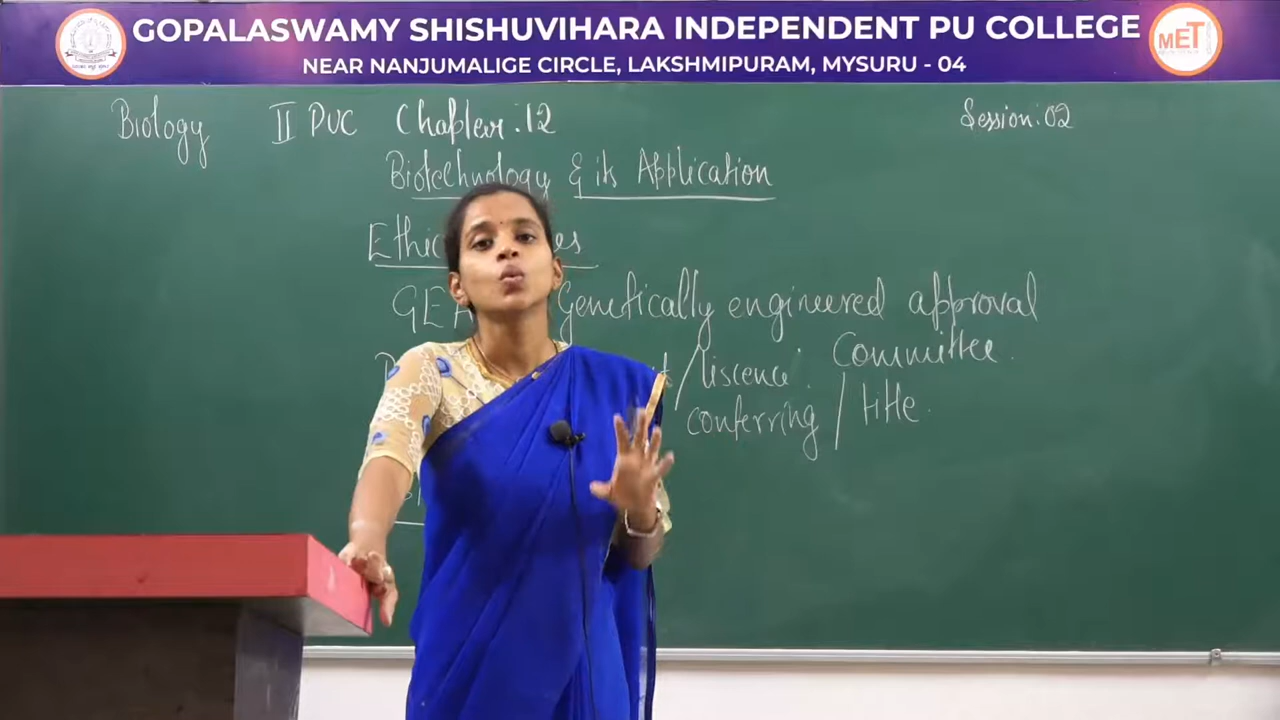 GOPALASWAMY SHISHUVIHARA INDEPENDENT PU COLLEGE
MET
NEAR NANJUMALIGE CIRCLE, LAKSHMIPURAM, MYSURU - 04
Biology II PUC Chapter: 12 Session: 02
Biotechnology & its Application
Ethic es
GEA Genetically engineered approval
Committee.
/ liscence.
conferring / title.